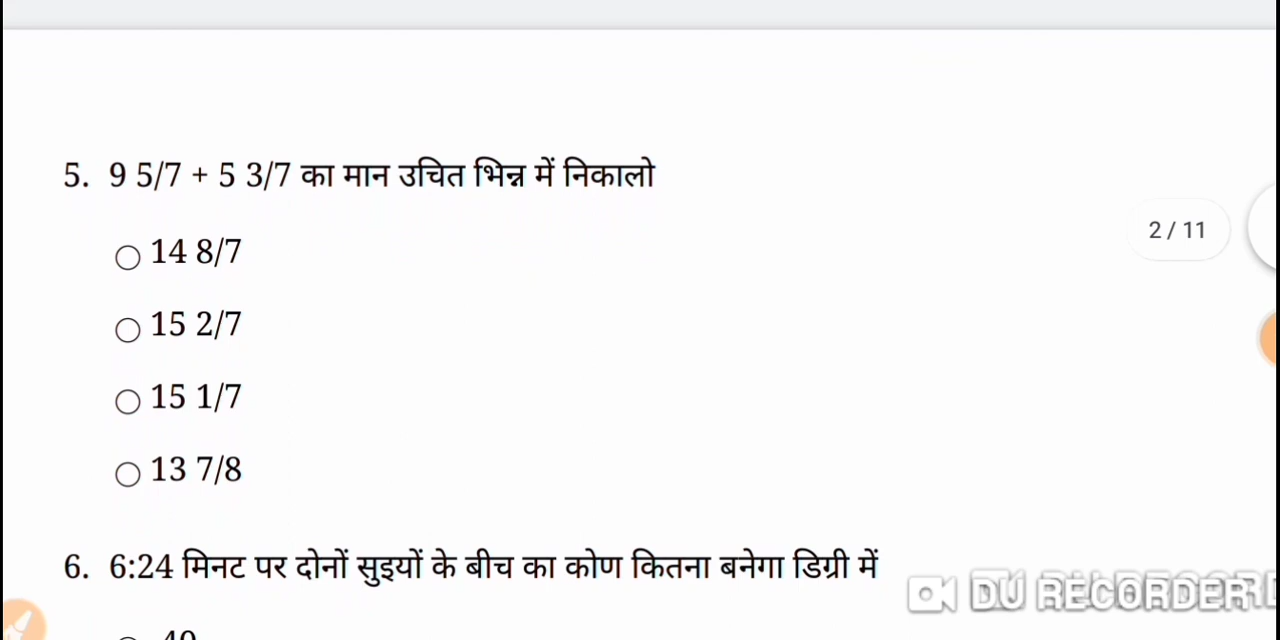 5. 9 5/7 + 5 3/7 का मान उचित भिन्न में निकालो
2 / 11
14 8/7
15 2/7
15 1/7
13 7/8
6. 6:24 मिनट पर दोनों सुइयों के बीच का कोण कितना बनेगा डिग्री में
DU RECORDER
40